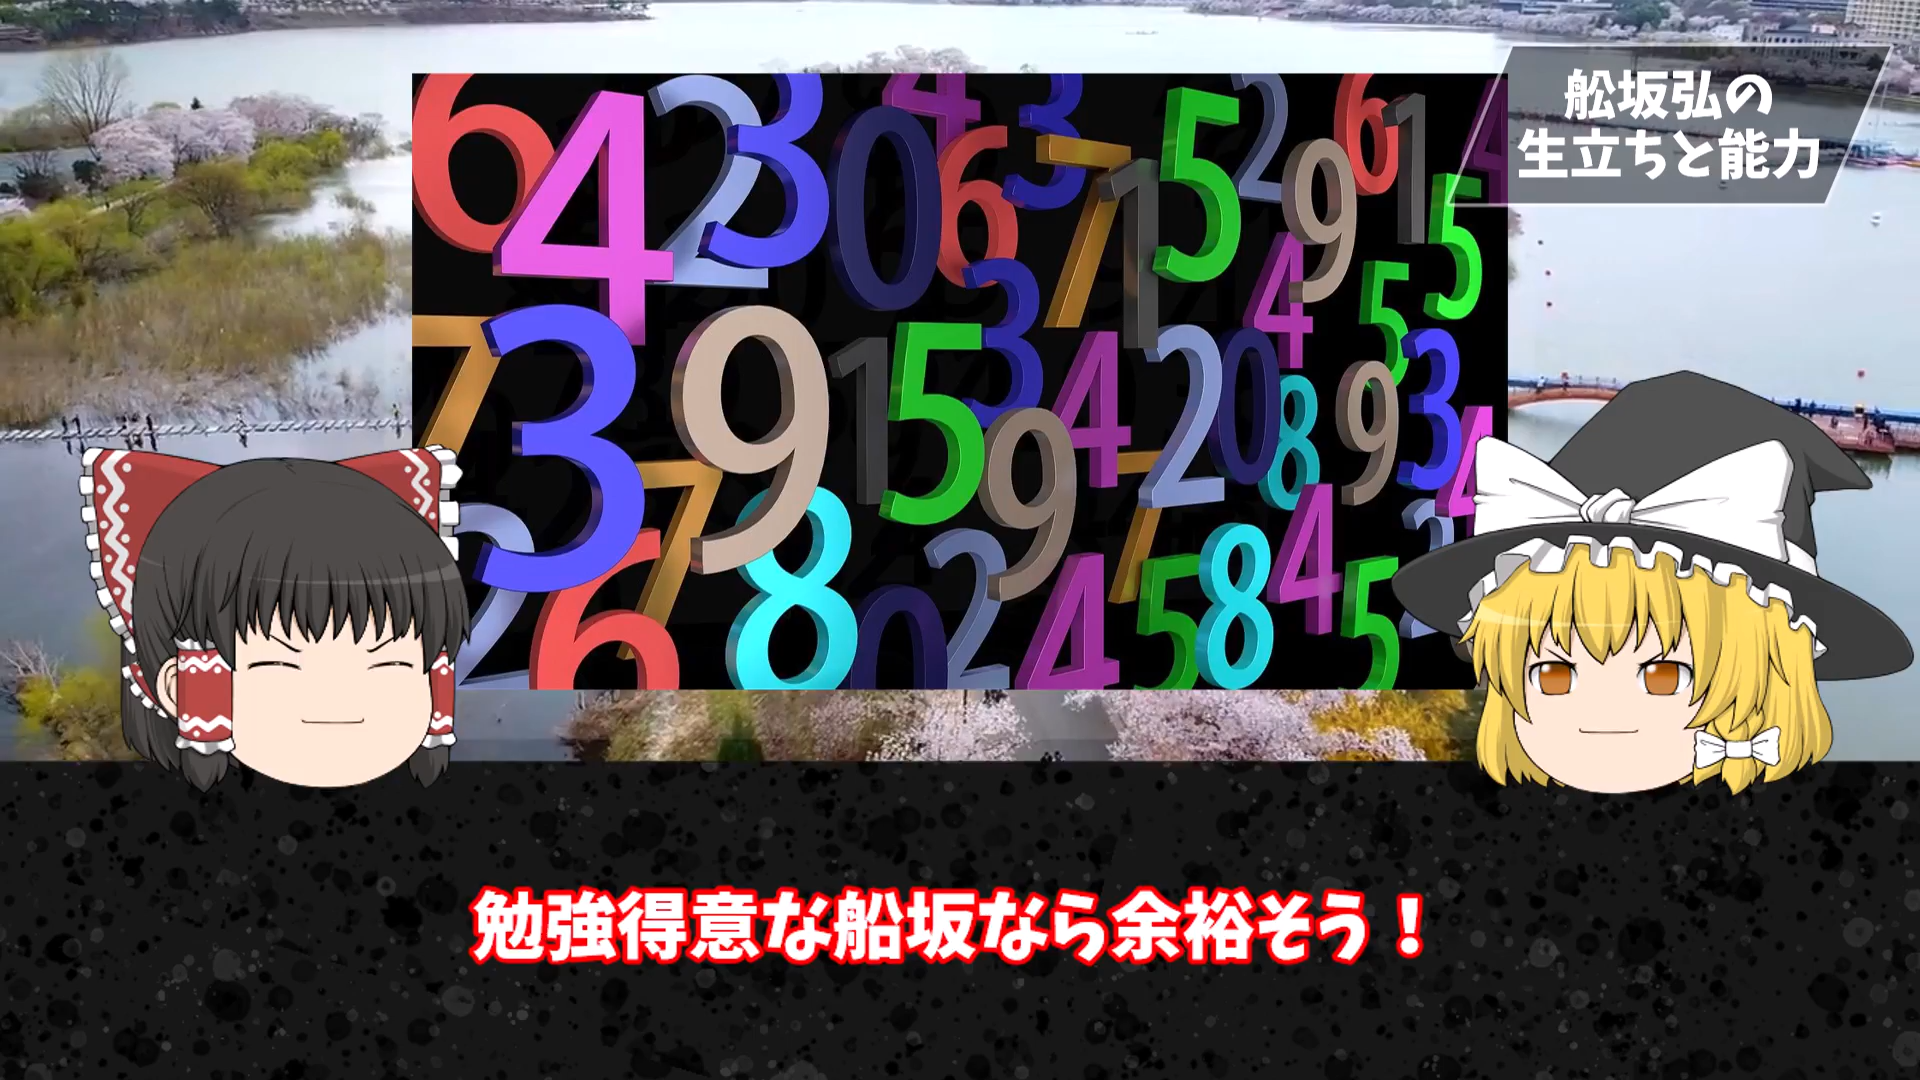 舩坂弘の
生立ちと能力
勉強得意な船坂なら余裕そう！